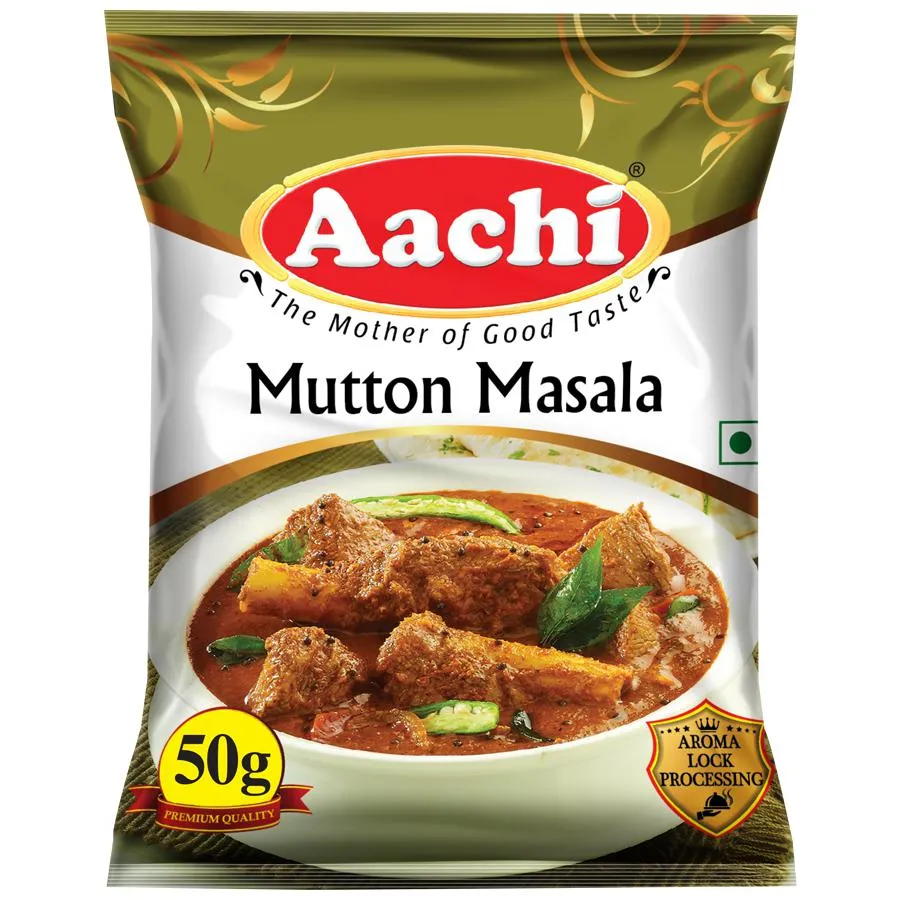 Aachi
®
The Mother of Good Taste
Mutton Masala
50g
PREMIUM QUALITY
AROMA
LOCK
PROCESSING